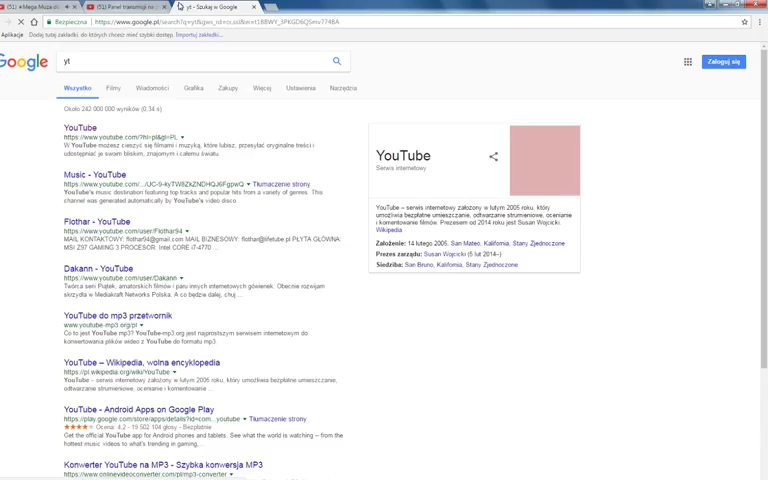 (51) ★Mega Muza do
(51) Panel transmisji na ż
yt - Szukaj w Google
Bezpieczna
Aplikacje Dodaj tutaj zakładki, do których chcesz mieć szybki dostęp. Importuj zakładki...
Google
yt
Zaloguj się
Wszystko Filmy Wiadomości Grafika Zakupy Więcej Ustawienia Narzędzia
Około 242 000 000 wyników (0,34 s)
YouTube
https://www.youtube.com/?hl=pl&gl=PL
W YouTube możesz cieszyć się filmami i muzyką, które lubisz, przesyłać oryginalne treści i
udostępniać je swoim bliskim, znajomym i całemu światu.
Music - YouTube
https://www.youtube.com/.../UC-9-kyTW8ZkZNDHQJ6FgpwQ Tłumaczenie strony
YouTube's music destination featuring top tracks and popular hits from a variety of genres. This
channel was generated automatically by YouTube's video disco
Flothar - YouTube
https://www.youtube.com/user/Flothar94
MAIL KONTAKTOWY: flothar94@gmail.com MAIL BIZNESOWY: flothar@lifetube.pl PŁYTA GŁÓWNA:
MSI Z97 GAMING 3 PROCESOR: Intel CORE i7-4770 ...
Dakann - YouTube
https://www.youtube.com/user/Dakann
Twórca serii Piątek, amatorskich filmów i paru innych internetowych gówienek. Obecnie rozwijam
skrzydła w Mediakraft Networks Polska. A co będzie dalej, chuj ...
YouTube do mp3 przetwornik
www.youtube-mp3.org/pl
Co to jest YouTube mp3? YouTube-mp3.org jest najprostszym serwisem internetowym do
konwertowania plików wideo z YouTube do formatu mp3.
YouTube – Wikipedia, wolna encyklopedia
https://pl.wikipedia.org/wiki/YouTube
YouTube – serwis internetowy założony w lutym 2005 roku, który umożliwia bezpłatne umieszczanie,
odtwarzanie strumieniowe, ocenianie i komentowanie filmów ...
YouTube - Android Apps on Google Play
https://play.google.com/store/apps/details?id=com...youtube Tłumaczenie strony
Ocena: 4,2 - 19 502 104 głosy - Bezpłatnie
Get the official YouTube app for Android phones and tablets. See what the world is watching -- from the
hottest music videos to what's trending in gaming, ...
Konwerter YouTube na MP3 - Szybka konwersja MP3
https://www.onlinevideoconverter.com/pl/mp3-converter
YouTube
Serwis internetowy
YouTube – serwis internetowy założony w lutym 2005 roku, który
umożliwia bezpłatne umieszczanie, odtwarzanie strumieniowe, ocenianie
i komentowanie filmów. Prezesem od 2014 roku jest Susan Wojcicki.
Wikipedia
Założenie: 14 lutego 2005, San Mateo, Kalifornia, Stany Zjednoczone
Prezes zarządu: Susan Wojcicki (5 lut 2014–)
Siedziba: San Bruno, Kalifornia, Stany Zjednoczone